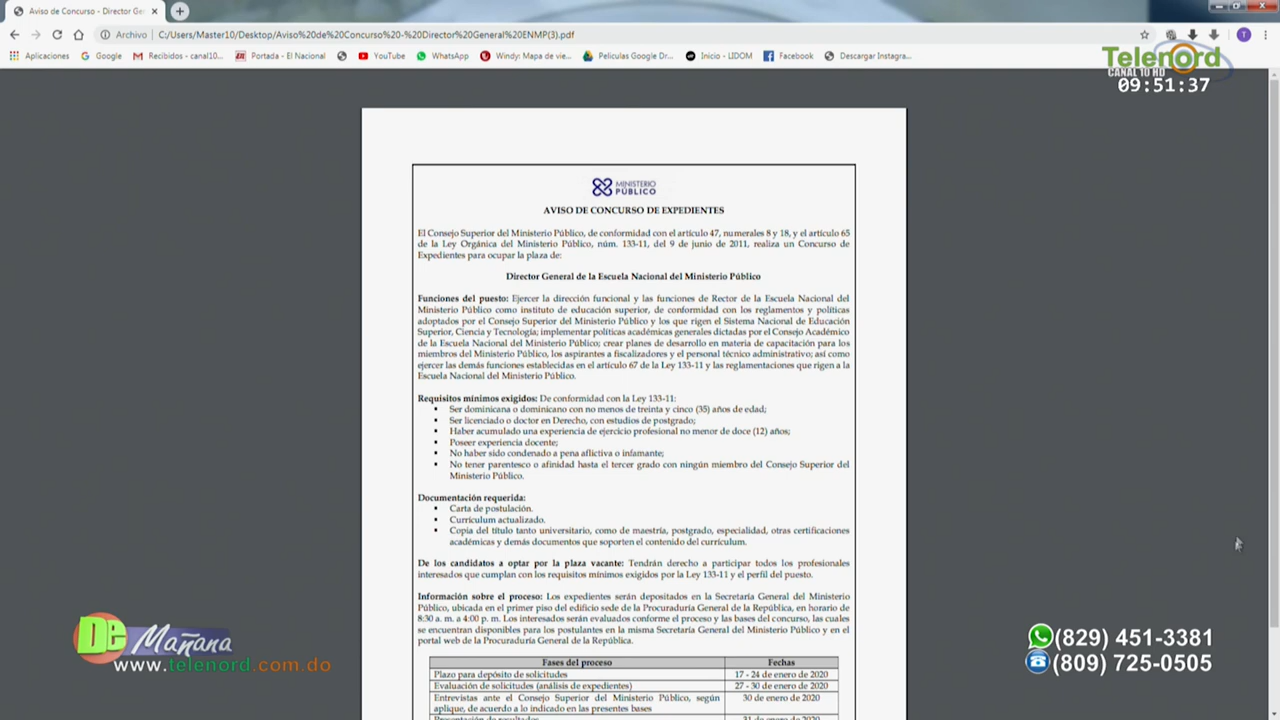 Aviso de Concurso - Director Ge
Archivo | C:/Users/Master10/Desktop/Aviso%20de%20Concurso%20-%20Director%20General%20ENMP(3).pdf
Aplicaciones Google Recibidos - canal10... Portada - El Nacional YouTube WhatsApp Windy: Mapa de vie... Peliculas Google Dr... Inicio - LIDOM Facebook Descargar Instagra...
T
Telenord
CANAL 10 HD
09:51:37
MINISTERIO
PÚBLICO
AVISO DE CONCURSO DE EXPEDIENTES
El Consejo Superior del Ministerio Público, de conformidad con el artículo 47, numerales 8 y 18, y el artículo 65
de la Ley Orgánica del Ministerio Público, núm. 133-11, del 9 de junio de 2011, realiza un Concurso de
Expedientes para ocupar la plaza de:
Director General de la Escuela Nacional del Ministerio Público
Funciones del puesto: Ejercer la dirección funcional y las funciones de Rector de la Escuela Nacional del
Ministerio Público como instituto de educación superior, de conformidad con los reglamentos y políticas
adoptados por el Consejo Superior del Ministerio Público y los que rigen el Sistema Nacional de Educación
Superior, Ciencia y Tecnología; implementar políticas académicas generales dictadas por el Consejo Académico
de la Escuela Nacional del Ministerio Público; crear planes de desarrollo en materia de capacitación para los
miembros del Ministerio Público, los aspirantes a fiscalizadores y el personal técnico administrativo; así como
ejercer las demás funciones establecidas en el artículo 67 de la Ley 133-11 y las reglamentaciones que rigen a la
Escuela Nacional del Ministerio Público.
Requisitos mínimos exigidos: De conformidad con la Ley 133-11:
▪ Ser dominicana o dominicano con no menos de treinta y cinco (35) años de edad;
▪ Ser licenciado o doctor en Derecho, con estudios de postgrado;
▪ Haber acumulado una experiencia de ejercicio profesional no menor de doce (12) años;
▪ Poseer experiencia docente;
▪ No haber sido condenado a pena aflictiva o infamante;
▪ No tener parentesco o afinidad hasta el tercer grado con ningún miembro del Consejo Superior del
Ministerio Público.
Documentación requerida:
▪ Carta de postulación.
▪ Curriculum actualizado.
▪ Copia del título tanto universitario, como de maestría, postgrado, especialidad, otras certificaciones
académicas y demás documentos que soporten el contenido del currículum.
De los candidatos a optar por la plaza vacante: Tendrán derecho a participar todos los profesionales
interesados que cumplan con los requisitos mínimos exigidos por la Ley 133-11 y el perfil del puesto.
Información sobre el proceso: Los expedientes serán depositados en la Secretaría General del Ministerio
Público, ubicada en el primer piso del edificio sede de la Procuraduría General de la República, en horario de
8:30 a. m. a 4:00 p. m. Los interesados serán evaluados conforme el proceso y las bases del concurso, las cuales
se encuentran disponibles para los postulantes en la misma Secretaría General del Ministerio Público y en el
portal web de la Procuraduría General de la República.
Fases del proceso Fechas
Plazo para depósito de solicitudes 17 - 24 de enero de 2020
Evaluación de solicitudes (análisis de expedientes) 27 - 30 de enero de 2020
Entrevistas ante el Consejo Superior del Ministerio Público, según 30 de enero de 2020
aplique, de acuerdo a lo indicado en las presentes bases
Presentación de resultados 31 de enero de 2020
De Mañana
www.telenord.com.do
(829) 451-3381
(809) 725-0505